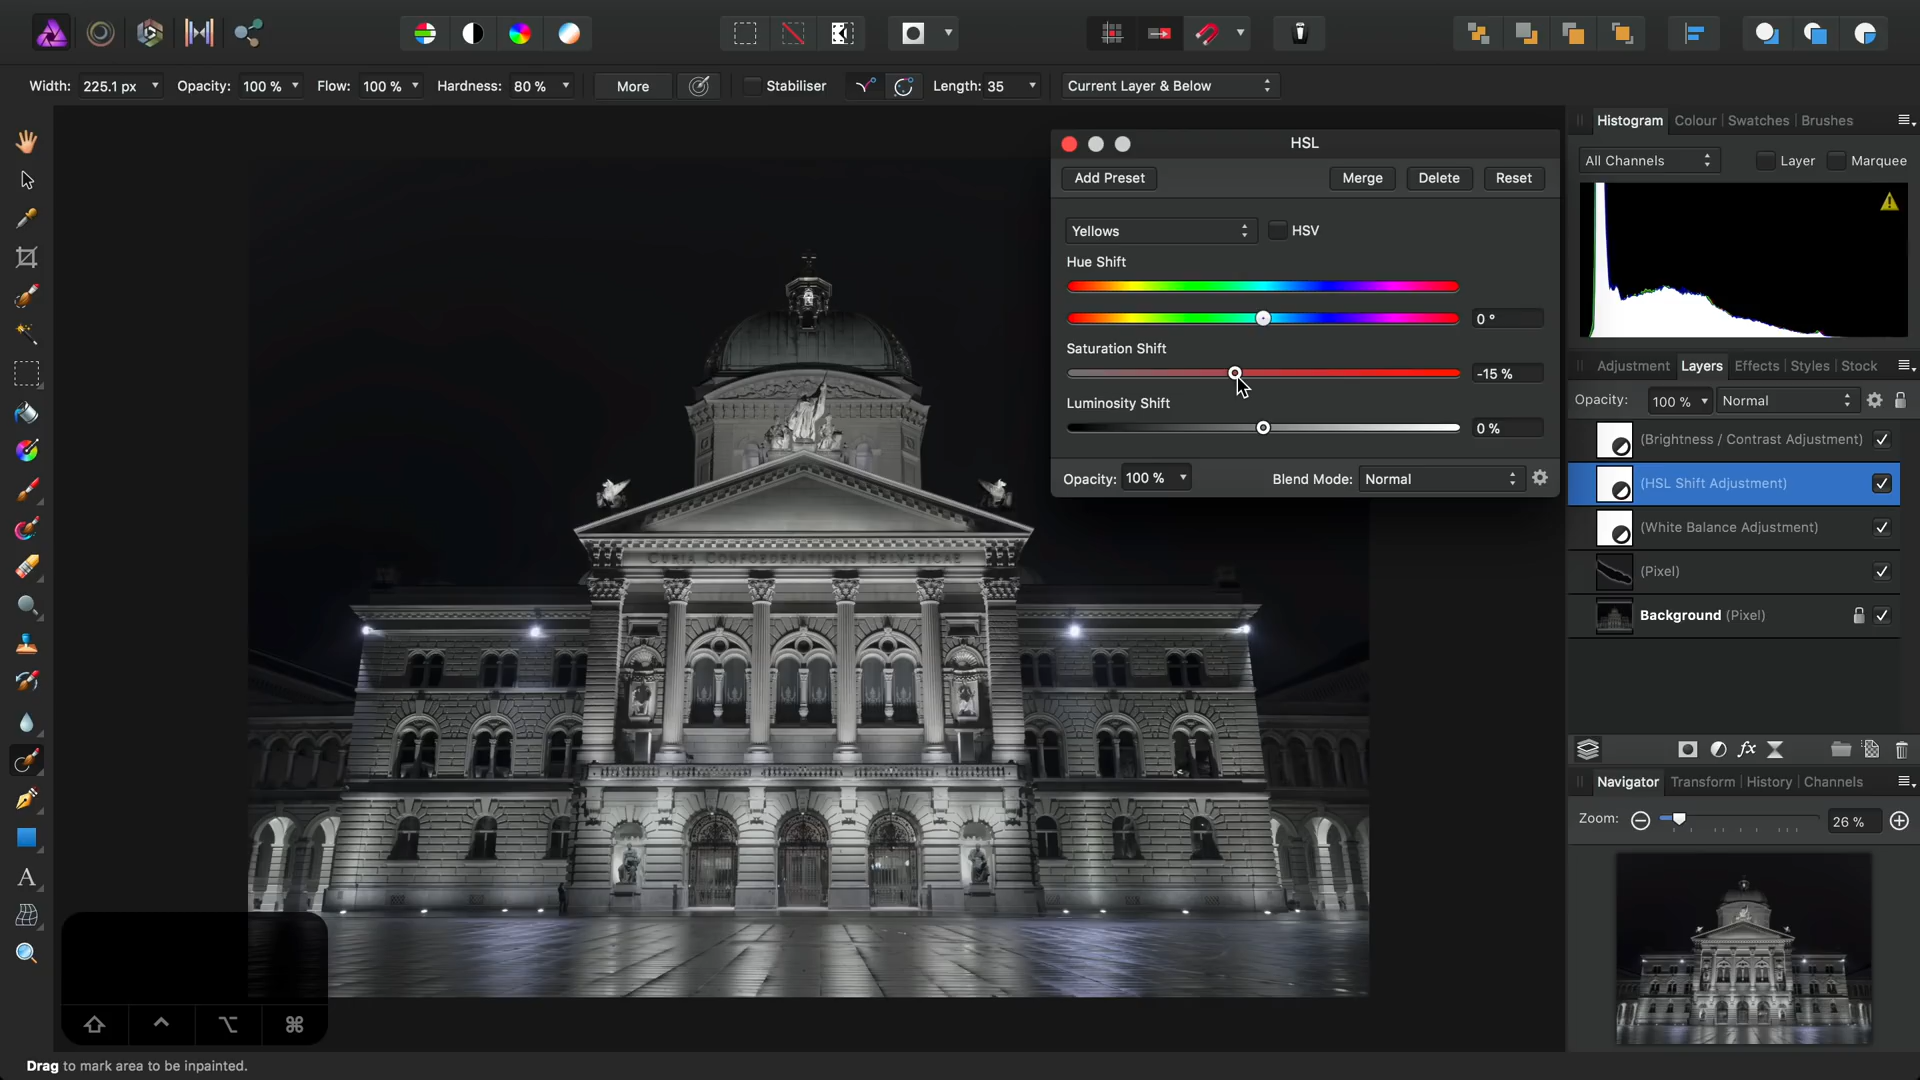 Width: 225.1 px Opacity: 100 % Flow: 100 % Hardness: 80 % More Stabiliser Length: 35 Current Layer & Below
HSL
Add Preset Merge Delete Reset
Yellows HSV
Hue Shift
0 °
Saturation Shift
-15 %
Luminosity Shift
0 %
Opacity: 100 % Blend Mode: Normal
Histogram Colour Swatches Brushes
All Channels Layer Marquee
Adjustment Layers Effects Styles Stock
Opacity: 100 % Normal
(Brightness / Contrast Adjustment)
(HSL Shift Adjustment)
(White Balance Adjustment)
(Pixel)
Background (Pixel)
Navigator Transform History Channels
Zoom: 26 %
CURIA CONFOEDERATIONIS HELVETICAE
Drag to mark area to be inpainted.